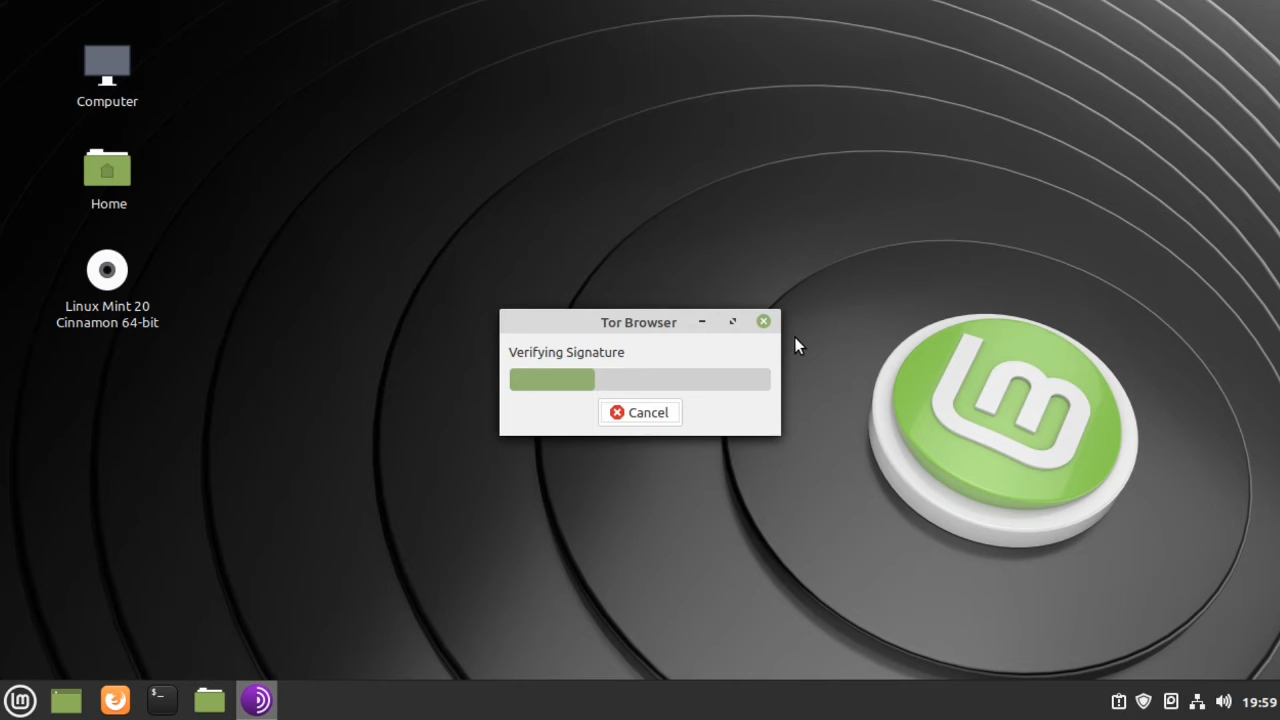 Computer
Home
Linux Mint 20
Cinnamon 64-bit
Tor Browser
Verifying Signature
Cancel
$_
19:59